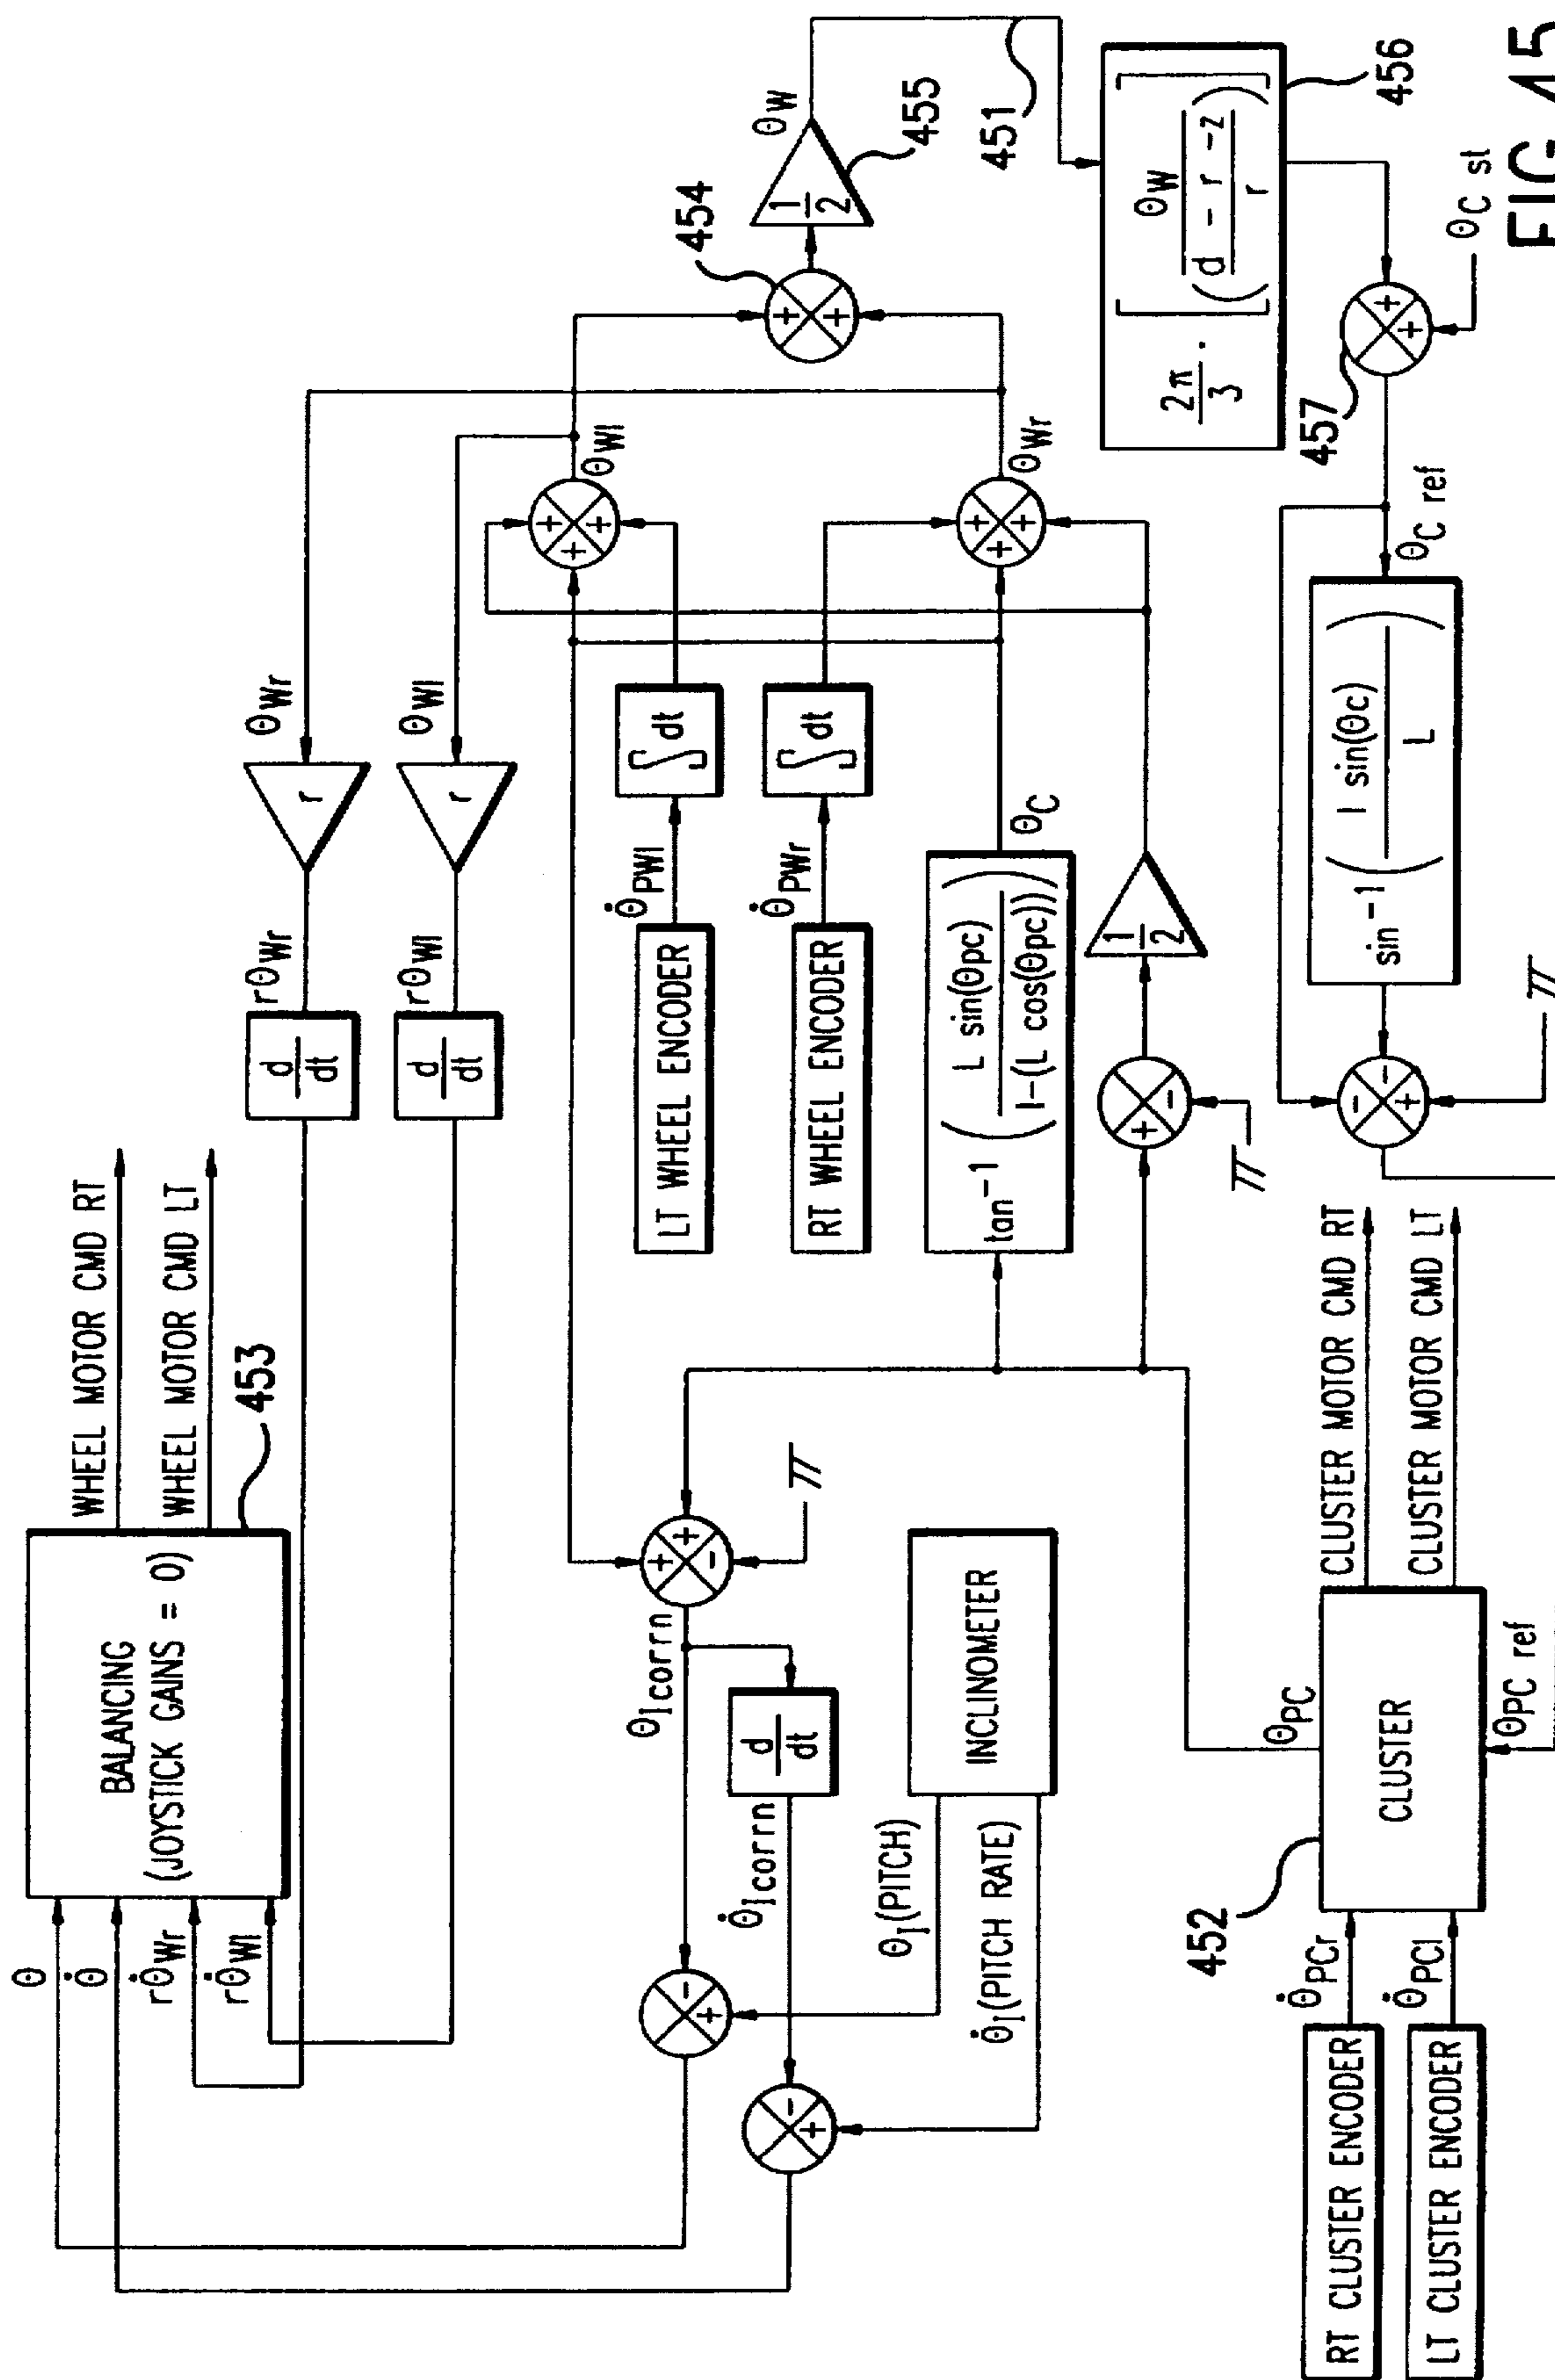 BALANCING
(JOYSTICK GAINS = 0)
453
WHEEL MOTOR CMD RT
WHEEL MOTOR CMD LT
θ
θ̇
rθ̇Wr
rθ̇Wl
d
dt
rθWr
r
θWr
d
dt
rθWl
r
θWl
θIcorrn
d
dt
θ̇Icorrn
+
+
-
π
-
+
-
+
INCLINOMETER
θI(PITCH)
θ̇I(PITCH RATE)
LT WHEEL ENCODER
θ̇PWl
∫ dt
RT WHEEL ENCODER
θ̇PWr
∫ dt
+
+
+
θWl
+
+
+
θWr
tan⁻¹ ( L sin(θpc)
l-(L cos(θpc)) )
θC
+
-
π
1
2
454
+
+
1
2
455
θW
451
2π
3
·
[ θW
( d - r -z
r ) ]
456
457
+
+
θC st
θC ref
sin⁻¹ ( l sin(θc)
L )
-
-
+
π
452
CLUSTER
θPC
θPC ref
CLUSTER MOTOR CMD RT
CLUSTER MOTOR CMD LT
RT CLUSTER ENCODER
θ̇PCr
LT CLUSTER ENCODER
θ̇PCl
FIG.45